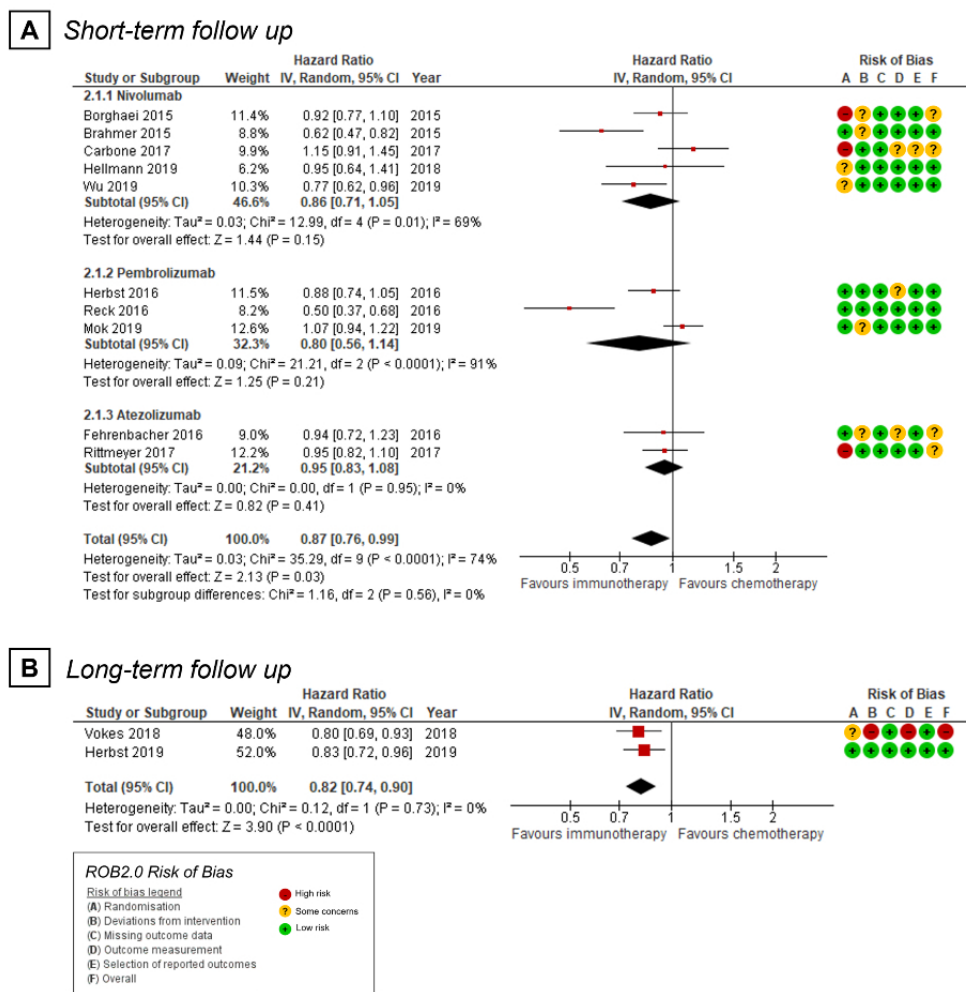 A Short-term follow up
Hazard Ratio Hazard Ratio Risk of Bias
Study or Subgroup Weight IV, Random, 95% CI Year IV, Random, 95% CI A B C D E F
2.1.1 Nivolumab
Borghaei 2015 11.4% 0.92 [0.77, 1.10] 2015 - ? + + + ?
Brahmer 2015 8.8% 0.62 [0.47, 0.82] 2015 + ? + + + +
Carbone 2017 9.9% 1.15 [0.91, 1.45] 2017 - + + ? ? ?
Hellmann 2019 6.2% 0.95 [0.64, 1.41] 2018 ? + + + + +
Wu 2019 10.3% 0.77 [0.62, 0.96] 2019 ? + + + + +
Subtotal (95% CI) 46.6% 0.86 [0.71, 1.05]
Heterogeneity: Tau² = 0.03; Chi² = 12.99, df = 4 (P = 0.01); I² = 69%
Test for overall effect: Z = 1.44 (P = 0.15)
2.1.2 Pembrolizumab
Herbst 2016 11.5% 0.88 [0.74, 1.05] 2016 + + + ? + +
Reck 2016 8.2% 0.50 [0.37, 0.68] 2016 + + + + + +
Mok 2019 12.6% 1.07 [0.94, 1.22] 2019 + ? + + + +
Subtotal (95% CI) 32.3% 0.80 [0.56, 1.14]
Heterogeneity: Tau² = 0.09; Chi² = 21.21, df = 2 (P < 0.0001); I² = 91%
Test for overall effect: Z = 1.25 (P = 0.21)
2.1.3 Atezolizumab
Fehrenbacher 2016 9.0% 0.94 [0.72, 1.23] 2016 + ? + ? + ?
Rittmeyer 2017 12.2% 0.95 [0.82, 1.10] 2017 - + + + + ?
Subtotal (95% CI) 21.2% 0.95 [0.83, 1.08]
Heterogeneity: Tau² = 0.00; Chi² = 0.00, df = 1 (P = 0.95); I² = 0%
Test for overall effect: Z = 0.82 (P = 0.41)
Total (95% CI) 100.0% 0.87 [0.76, 0.99]
Heterogeneity: Tau² = 0.03; Chi² = 35.29, df = 9 (P < 0.0001); I² = 74%
Test for overall effect: Z = 2.13 (P = 0.03)
Test for subgroup differences: Chi² = 1.16, df = 2 (P = 0.56), I² = 0%
0.5 0.7 1 1.5 2
Favours immunotherapy Favours chemotherapy
B Long-term follow up
Hazard Ratio Hazard Ratio Risk of Bias
Study or Subgroup Weight IV, Random, 95% CI Year IV, Random, 95% CI A B C D E F
Vokes 2018 48.0% 0.80 [0.69, 0.93] 2018 ? - + - + -
Herbst 2019 52.0% 0.83 [0.72, 0.96] 2019 + + + + + +
Total (95% CI) 100.0% 0.82 [0.74, 0.90]
Heterogeneity: Tau² = 0.00; Chi² = 0.12, df = 1 (P = 0.73); I² = 0%
Test for overall effect: Z = 3.90 (P < 0.0001)
0.5 0.7 1 1.5 2
Favours immunotherapy Favours chemotherapy
ROB2.0 Risk of Bias
Risk of bias legend
(A) Randomisation
(B) Deviations from intervention
(C) Missing outcome data
(D) Outcome measurement
(E) Selection of reported outcomes
(F) Overall
- High risk
? Some concerns
+ Low risk